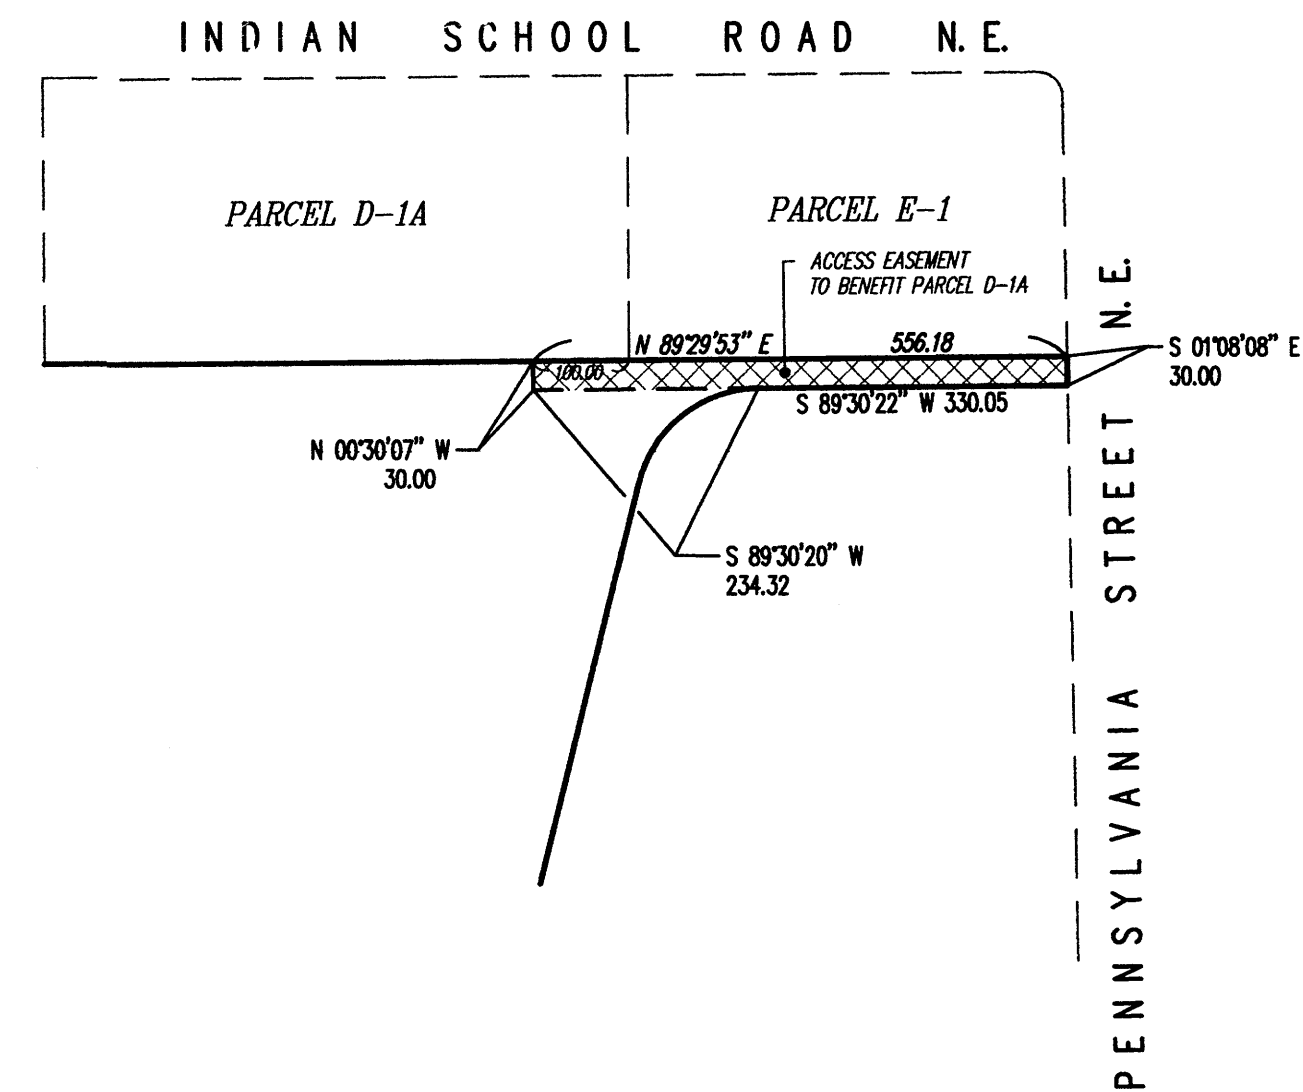 INDIAN SCHOOL ROAD N.E.
PARCEL D-1A
PARCEL E-1
ACCESS EASEMENT
TO BENEFIT PARCEL D-1A
N 89°29'53" E 556.18
100.00
S 01°08'08" E
30.00
S 89°30'22" W 330.05
N 00°30'07" W
30.00
S 89°30'20" W
234.32
PENNSYLVANIA STREET N.E.